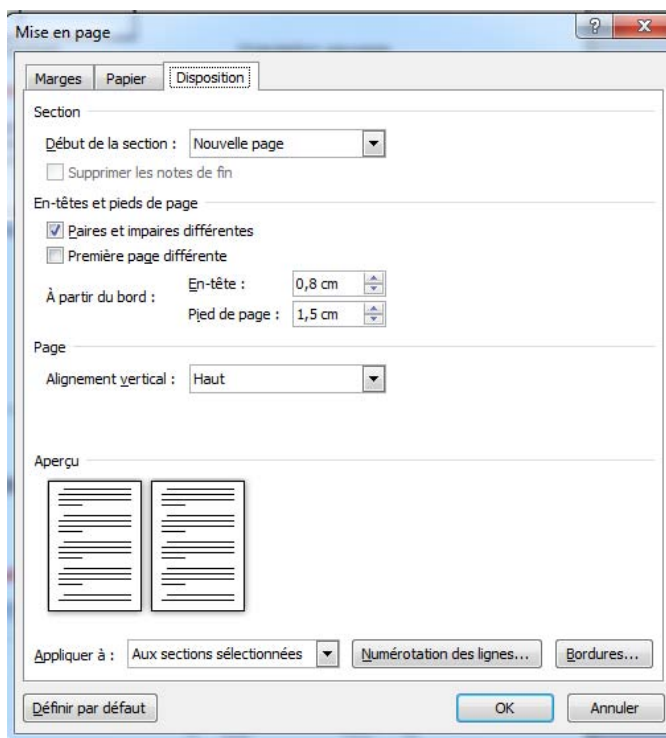 Mise en page
Marges Papier Disposition
Section
Début de la section : Nouvelle page
Supprimer les notes de fin
En-têtes et pieds de page
Paires et impaires différentes
Première page différente
En-tête : 0,8 cm
À partir du bord :
Pied de page : 1,5 cm
Page
Alignement vertical : Haut
Aperçu
Appliquer à : Aux sections sélectionnées Numérotation des lignes... Bordures...
Définir par défaut OK Annuler